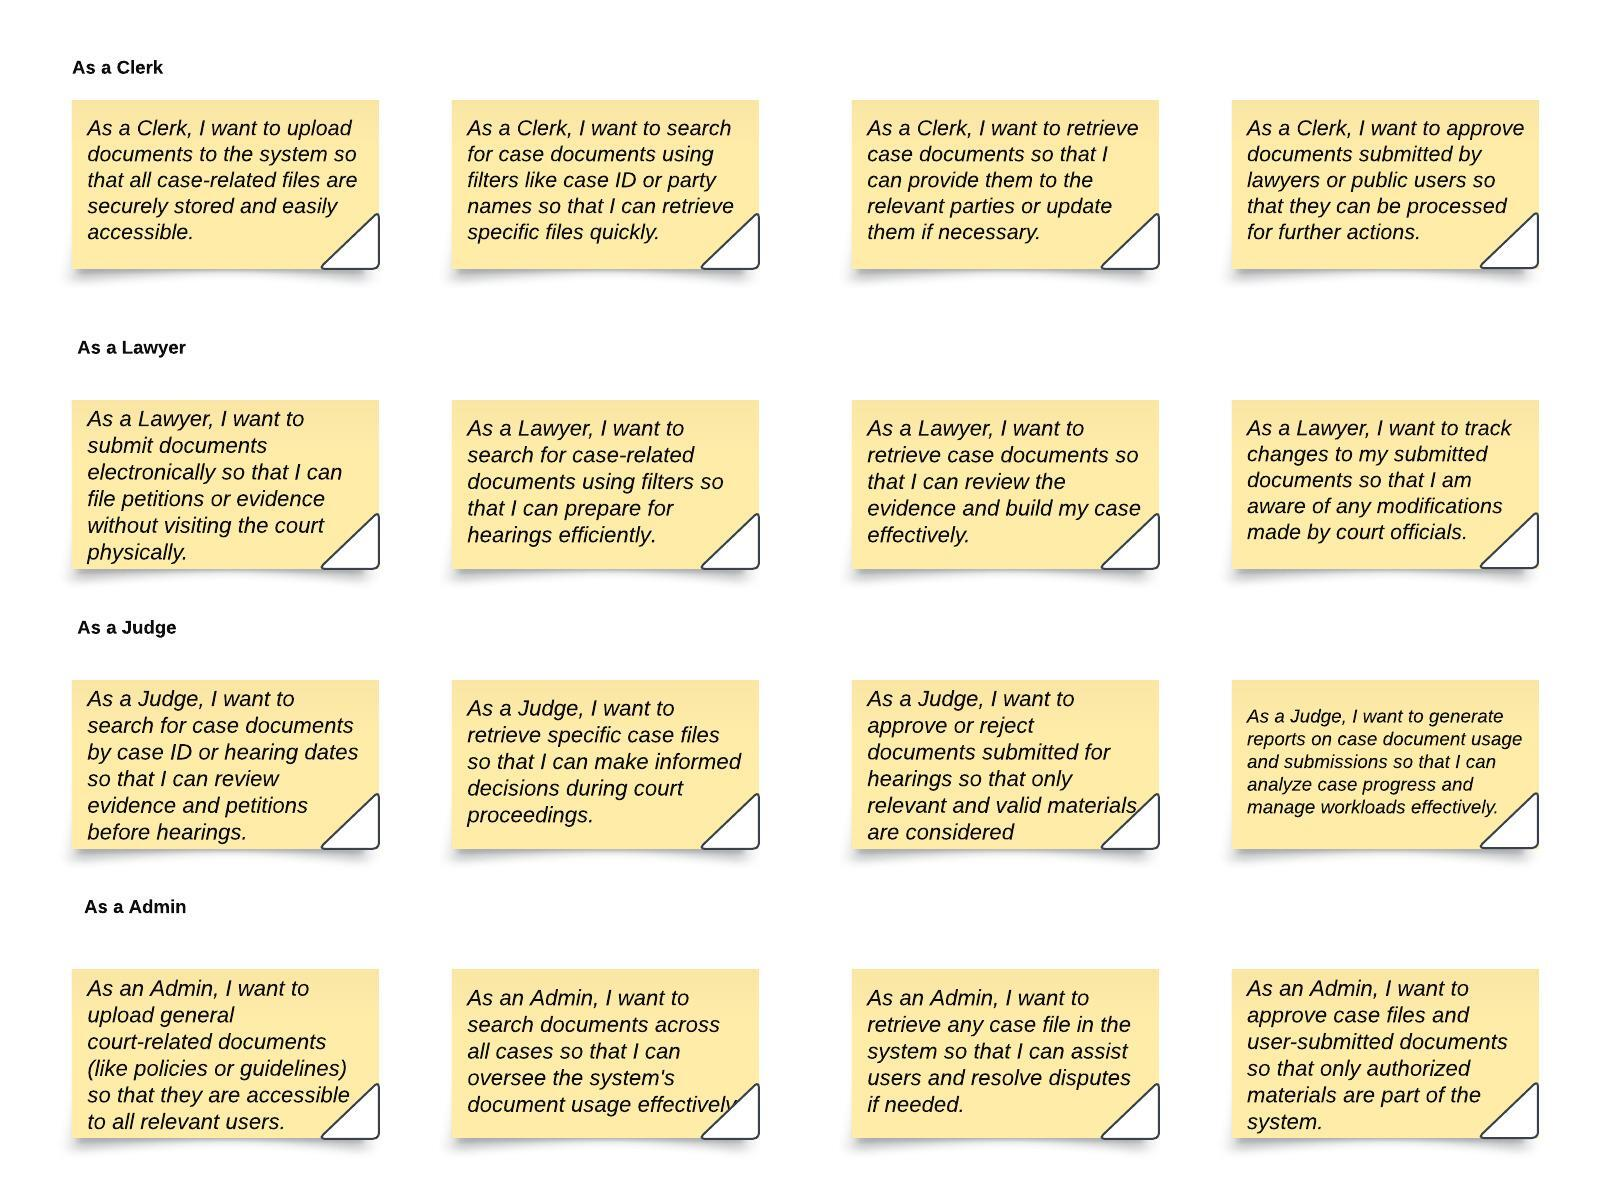 As a Clerk
As a Clerk, I want to upload
documents to the system so
that all case-related files are
securely stored and easily
accessible.
As a Clerk, I want to search
for case documents using
filters like case ID or party
names so that I can retrieve
specific files quickly.
As a Clerk, I want to retrieve
case documents so that I
can provide them to the
relevant parties or update
them if necessary.
As a Clerk, I want to approve
documents submitted by
lawyers or public users so
that they can be processed
for further actions.
As a Lawyer
As a Lawyer, I want to
submit documents
electronically so that I can
file petitions or evidence
without visiting the court
physically.
As a Lawyer, I want to
search for case-related
documents using filters so
that I can prepare for
hearings efficiently.
As a Lawyer, I want to
retrieve case documents so
that I can review the
evidence and build my case
effectively.
As a Lawyer, I want to track
changes to my submitted
documents so that I am
aware of any modifications
made by court officials.
As a Judge
As a Judge, I want to
search for case documents
by case ID or hearing dates
so that I can review
evidence and petitions
before hearings.
As a Judge, I want to
retrieve specific case files
so that I can make informed
decisions during court
proceedings.
As a Judge, I want to
approve or reject
documents submitted for
hearings so that only
relevant and valid materials
are considered
As a Judge, I want to generate
reports on case document usage
and submissions so that I can
analyze case progress and
manage workloads effectively.
As a Admin
As an Admin, I want to
upload general
court-related documents
(like policies or guidelines)
so that they are accessible
to all relevant users.
As an Admin, I want to
search documents across
all cases so that I can
oversee the system's
document usage effectively
As an Admin, I want to
retrieve any case file in the
system so that I can assist
users and resolve disputes
if needed.
As an Admin, I want to
approve case files and
user-submitted documents
so that only authorized
materials are part of the
system.